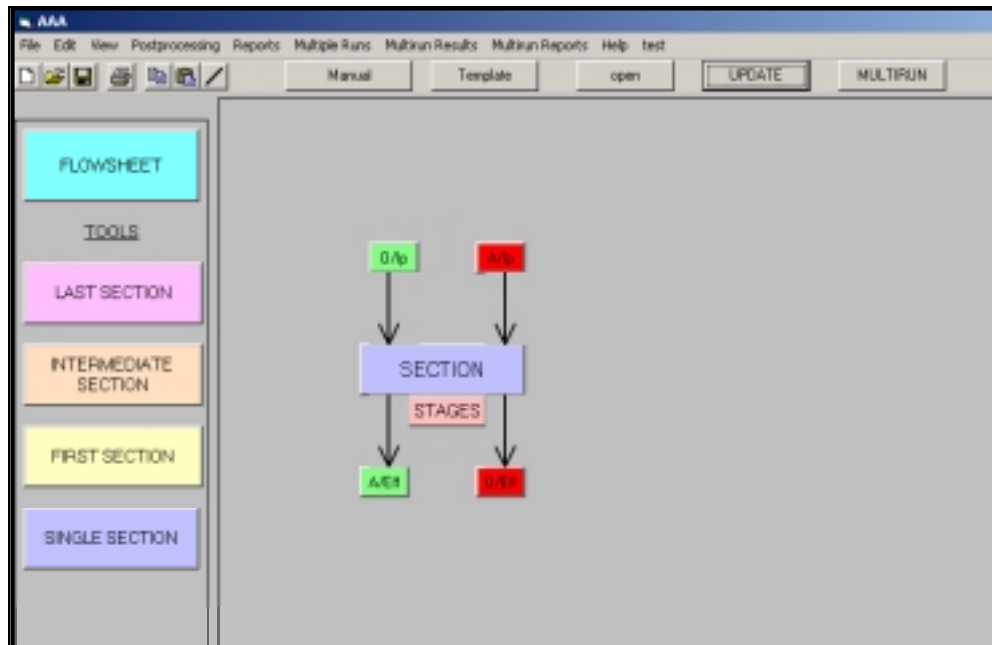 AAA
File Edit View Postprocessing Reports Multiple Runs Multirun Results Multirun Reports Help test
Manual Template open UPDATE MULTIRUN
FLOWSHEET
TOOLS
LAST SECTION
INTERMEDIATE
SECTION
FIRST SECTION
SINGLE SECTION
O/Ip A/Ip
SECTION
STAGES
A/Eff O/Eff